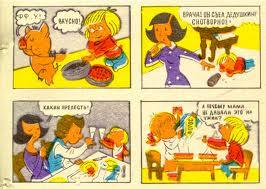 ВКУСНО!
ВРАЧА! ОН СЪЕЛ ДЕДУШКИНО
СНОТВОРНОЕ!
КАКАЯ ПРЕЛЕСТЬ!
А ПОЧЕМУ МАМА
НЕ ДАВАЛА ЭТО НА
УЖИН?